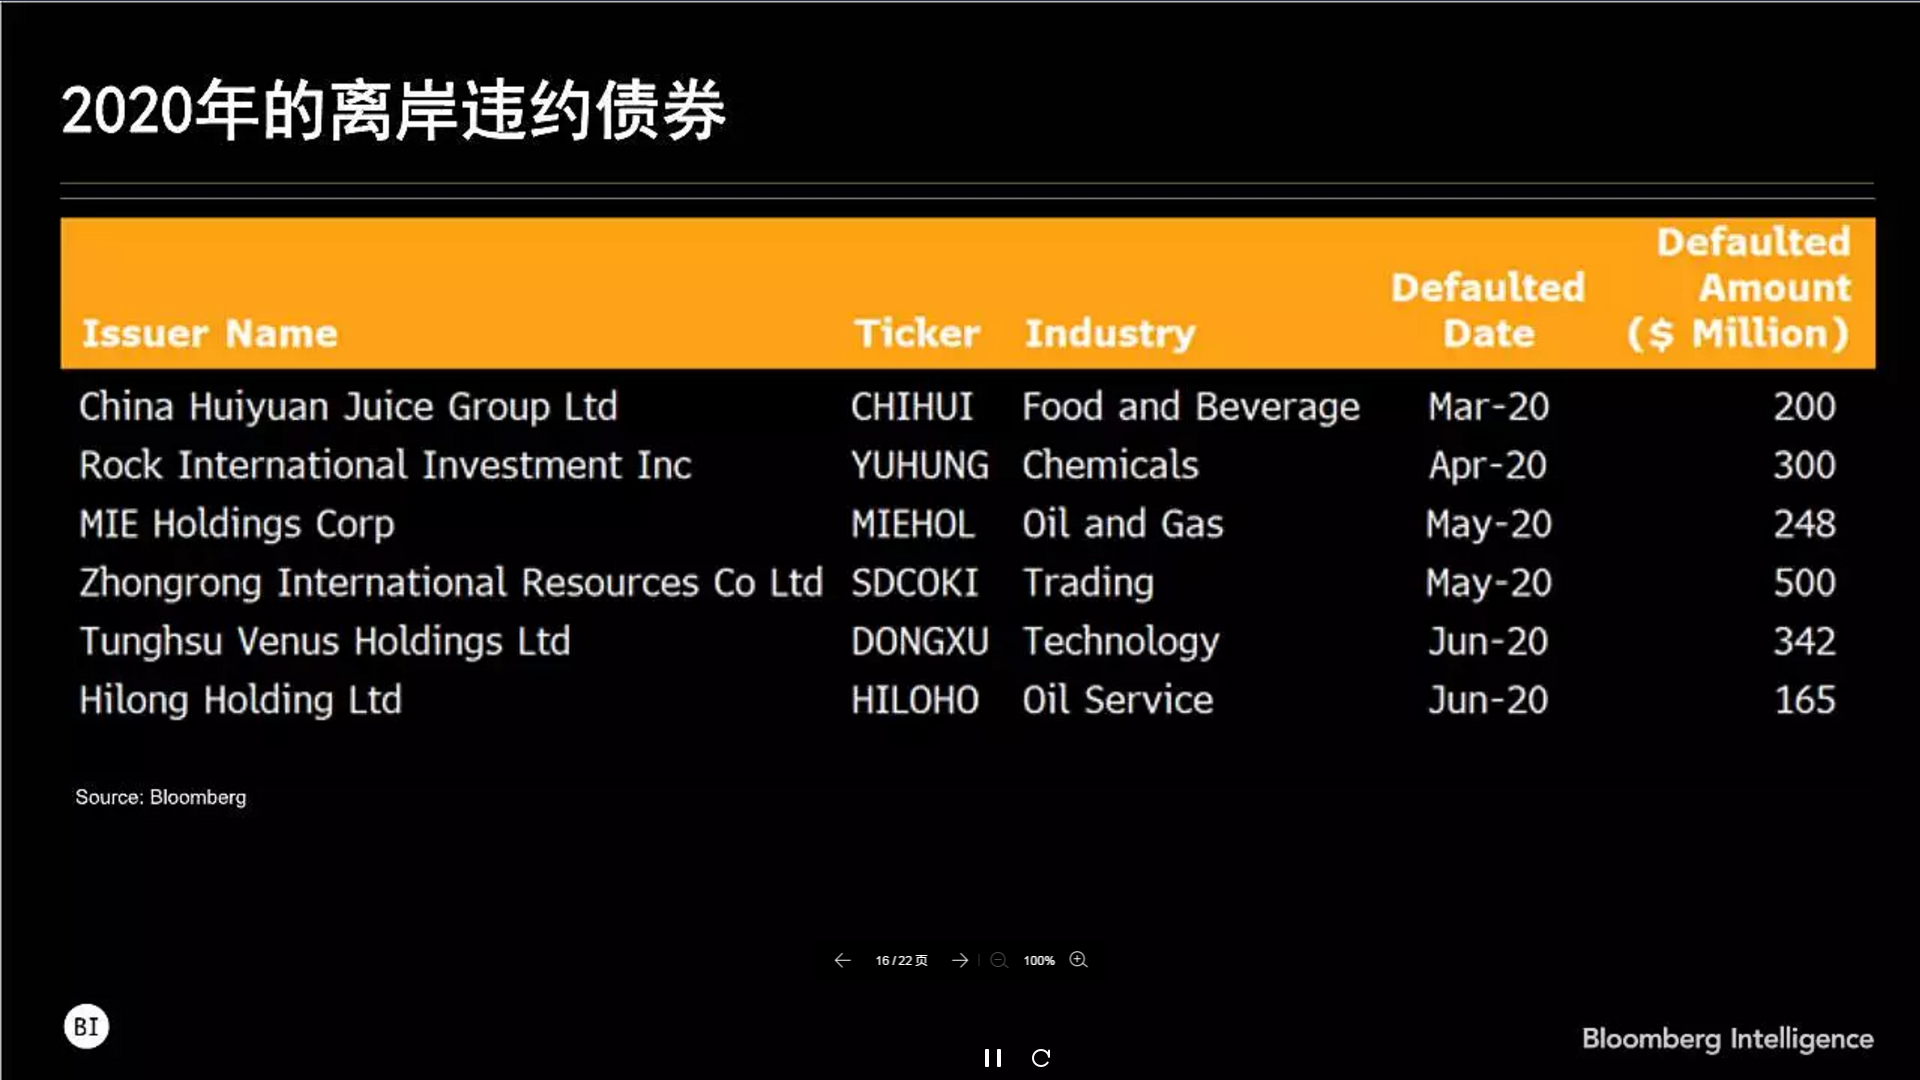 2020年的离岸违约债券
Issuer Name Ticker Industry Defaulted Date Defaulted Amount ($ Million)
China Huiyuan Juice Group Ltd CHIHUI Food and Beverage Mar-20 200
Rock International Investment Inc YUHUNG Chemicals Apr-20 300
MIE Holdings Corp MIEHOL Oil and Gas May-20 248
Zhongrong International Resources Co Ltd SDCOKI Trading May-20 500
Tunghsu Venus Holdings Ltd DONGXU Technology Jun-20 342
Hilong Holding Ltd HILOHO Oil Service Jun-20 165
Source: Bloomberg
16/22页 100%
BI
Bloomberg Intelligence